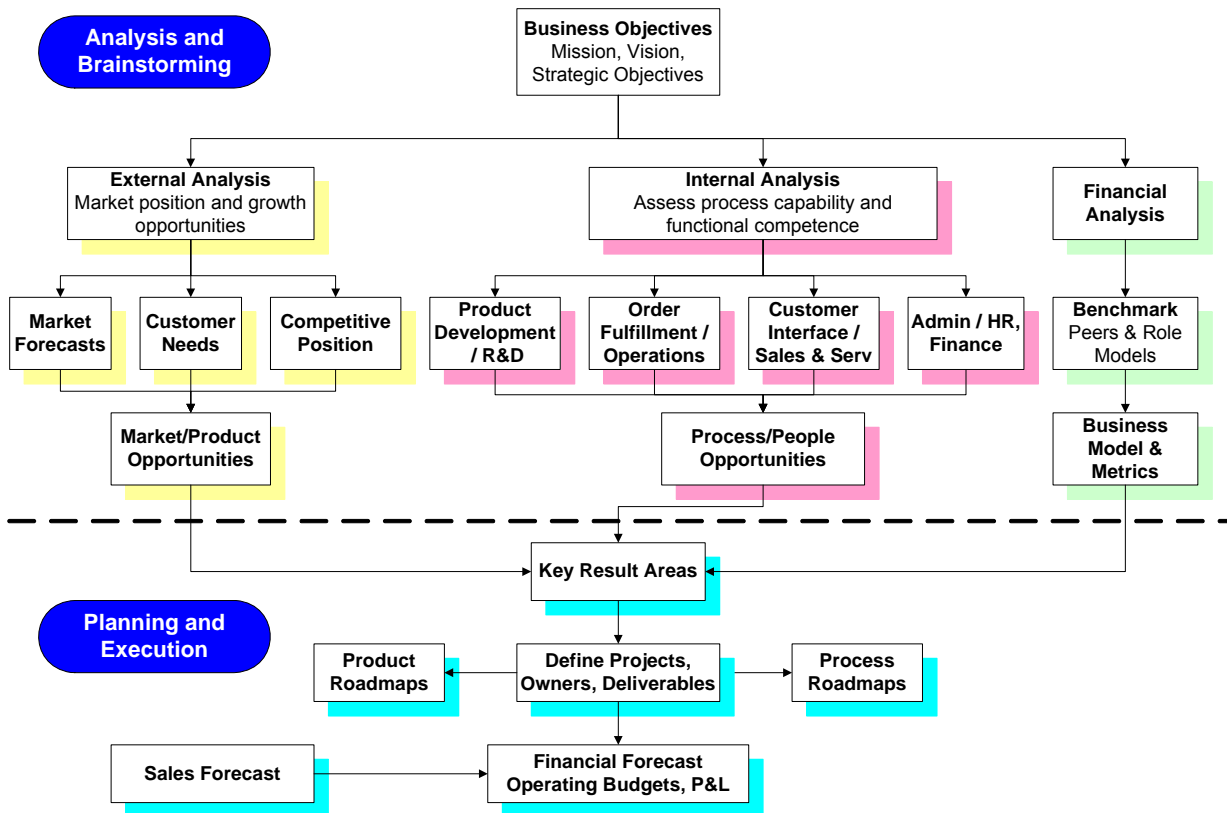 Analysis and
Brainstorming
Business Objectives
Mission, Vision,
Strategic Objectives
External Analysis
Market position and growth
opportunities
Internal Analysis
Assess process capability and
functional competence
Financial
Analysis
Market
Forecasts
Customer
Needs
Competitive
Position
Product
Development
/ R&D
Order
Fulfillment /
Operations
Customer
Interface /
Sales & Serv
Admin / HR,
Finance
Benchmark
Peers & Role
Models
Market/Product
Opportunities
Process/People
Opportunities
Business
Model &
Metrics
Key Result Areas
Planning and
Execution
Product
Roadmaps
Define Projects,
Owners, Deliverables
Process
Roadmaps
Sales Forecast
Financial Forecast
Operating Budgets, P&L